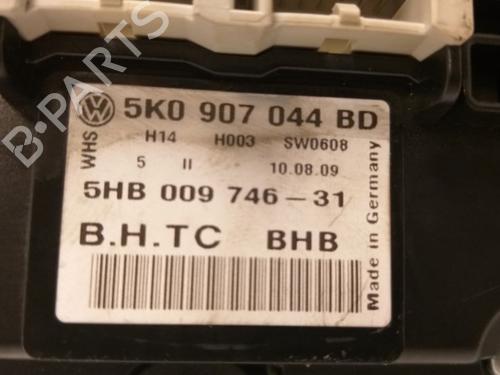 5K0 907 044 BD
WHS
H14 H003 SW0608
5 II 10.08.09
5HB 009 746-31
B.H.TC BHB
Made in Germany
B-PARTS